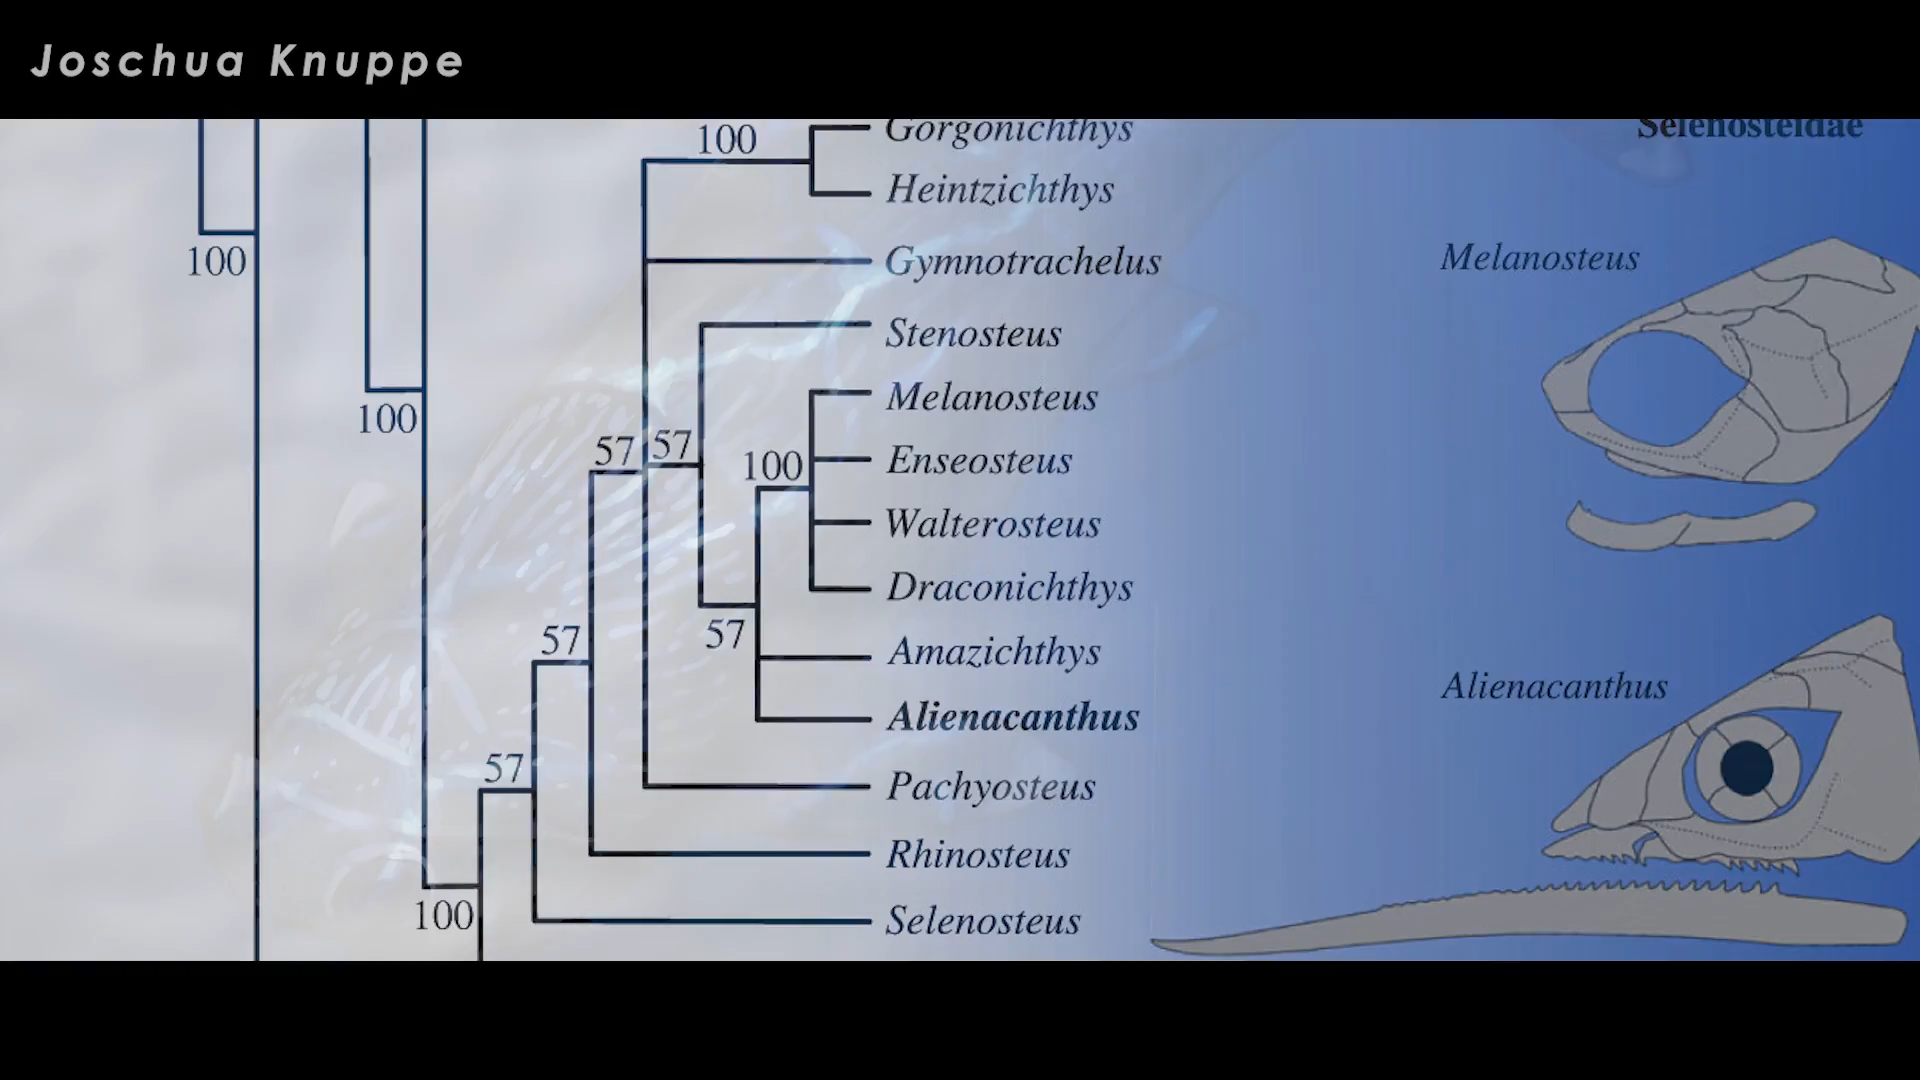 Joschua Knuppe
100
Gorgonichthys
Selenosteidae
Heintzichthys
100
Gymnotrachelus
Melanosteus
Stenosteus
100
Melanosteus
57
57
100
Enseosteus
Walterosteus
Draconichthys
57
57
Amazichthys
Alienacanthus
Alienacanthus
57
Pachyosteus
Rhinosteus
100
Selenosteus